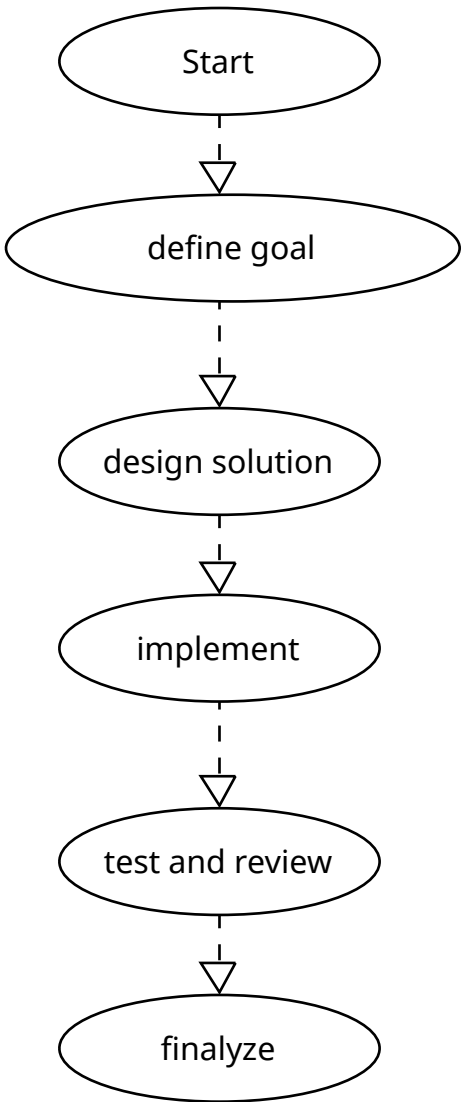 Start
define goal
design solution
implement
test and review
finalyze